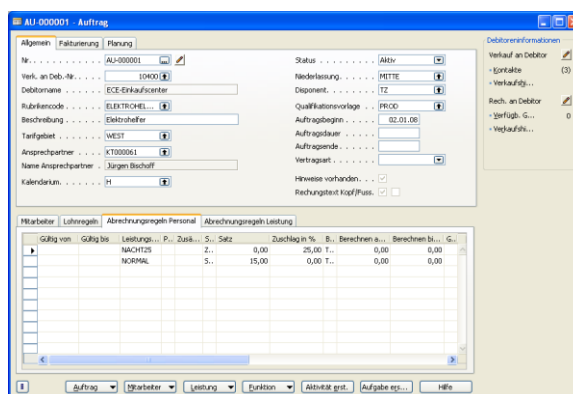 AU-000001 - Auftrag
Allgemein Fakturierung Planung
Nr. AU-000001
Verk. an Deb.-Nr. 10400
Debitorname ECE-Einkaufscenter
Rubrikencode ELEKTROHEL...
Beschreibung Elektrohelfer
Tarifgebiet WEST
Ansprechpartner KT000061
Name Ansprechpartner Jürgen Bischoff
Kalendarium H
Status Aktiv
Niederlassung MITTE
Disponent TZ
Qualifikationsvorlage PROD
Auftragsbeginn 02.01.08
Auftragsdauer
Auftragsende
Vertragsart
Hinweise vorhanden
Rechungstext Kopf/Fuss.
Debitoreninformationen
Verkauf an Debitor
Kontakte (3)
Rech. an Debitor
Verfügb. G... 0
Verkaufshi...
Mitarbeiter Lohnregeln Abrechnungsregeln Personal Abrechnungsregeln Leistung
Gültig von Gültig bis Leistungs... P.. Zusä... S.. Satz Zuschlag in % B.. Berechnen a... Berechnen bi... G..
NACHT25 Z.. 0,00 25,00 T.. 0,00 0,00
NORMAL S.. 15,00 0,00 T.. 0,00 0,00
Auftrag Mitarbeiter Leistung Funktion Aktivität erst. Aufgabe ers... Hilfe